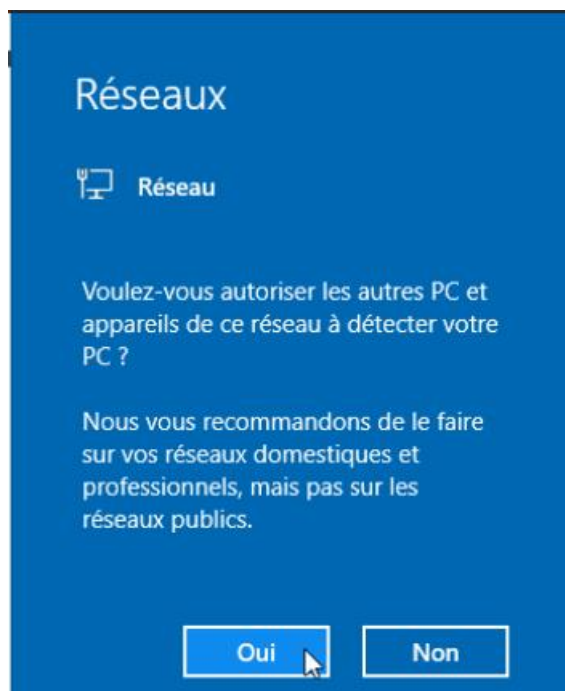 Réseaux
Réseau
Voulez-vous autoriser les autres PC et
appareils de ce réseau à détecter votre
PC ?
Nous vous recommandons de le faire
sur vos réseaux domestiques et
professionnels, mais pas sur les
réseaux publics.
Oui
Non